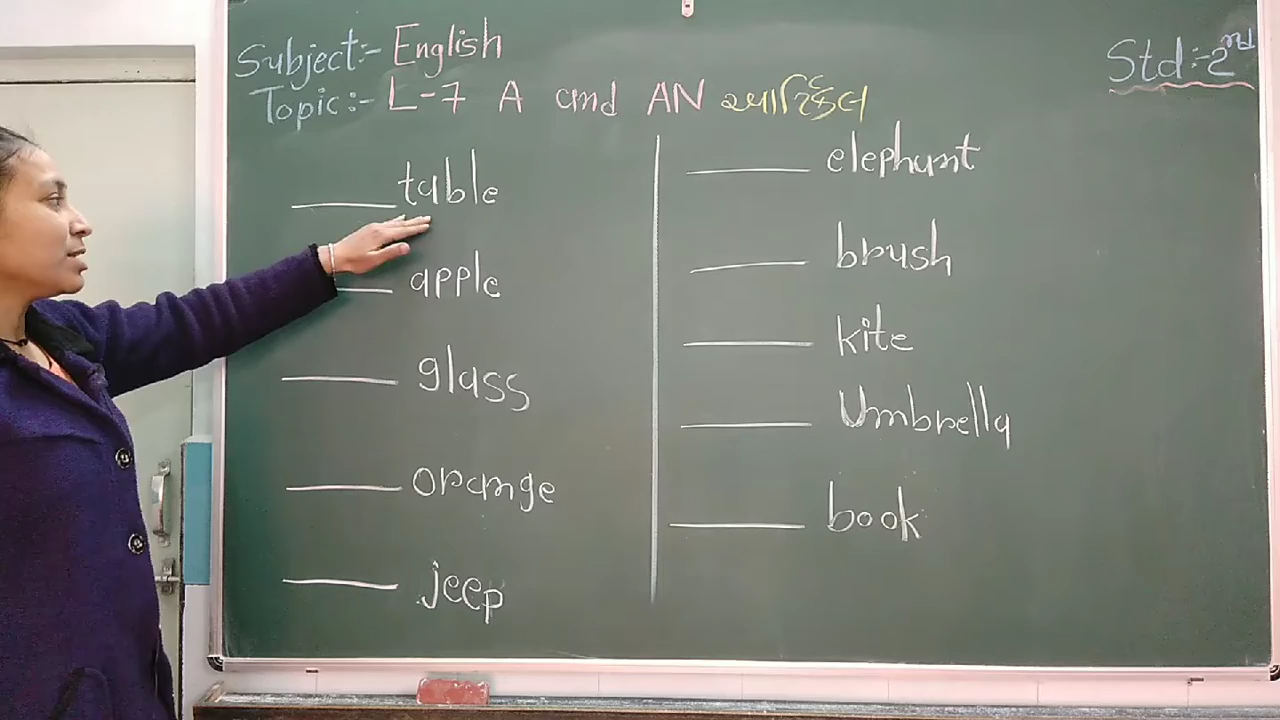 Subject:- English
Std:- 2nd
Topic:- L-7 A and AN આર્ટિકલ
_____ table
_____ apple
_____ glass
_____ orange
_____ jeep
_____ elephant
_____ brush
_____ kite
_____ Umbrella
_____ book